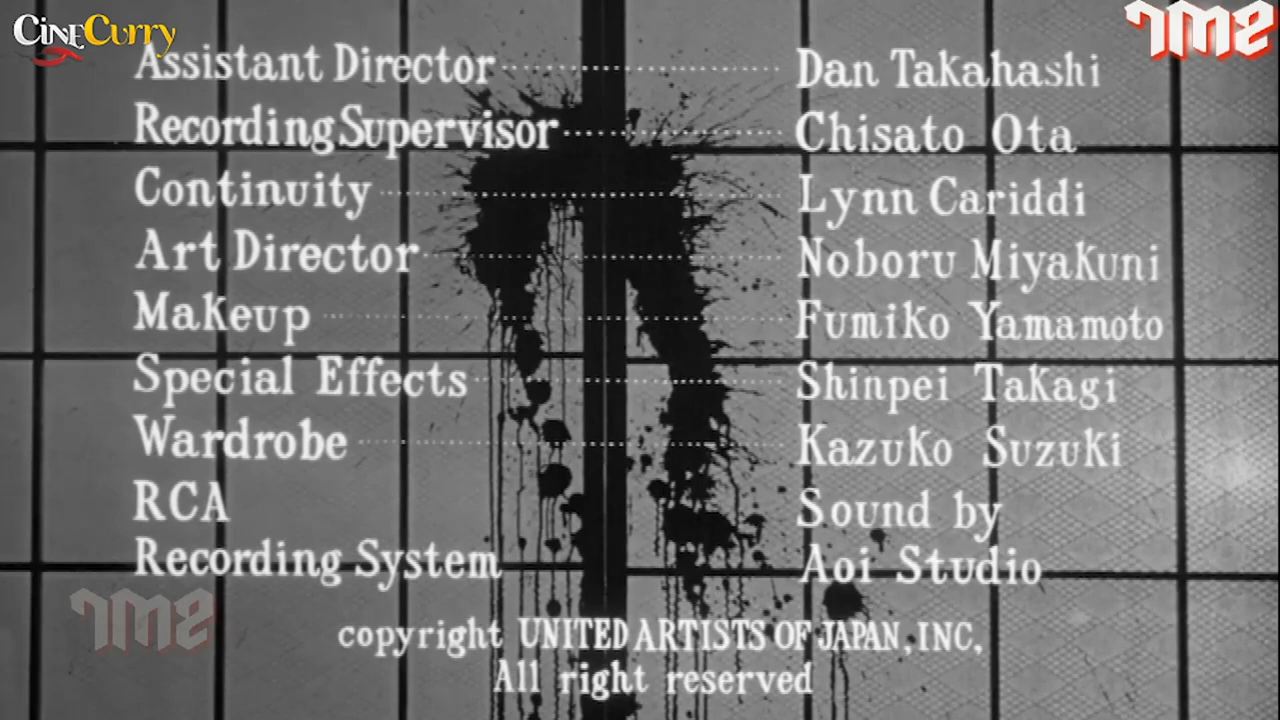 CineCurry
Assistant Director Dan Takahashi
Recording Supervisor Chisato Ota
Continuity Lynn Cariddi
Art Director Noboru Miyakuni
Makeup Fumiko Yamamoto
Special Effects Shinpei Takagi
Wardrobe Kazuko Suzuki
RCA Sound by
Recording System Aoi Studio
copyright UNITED ARTISTS OF JAPAN, INC,
All right reserved